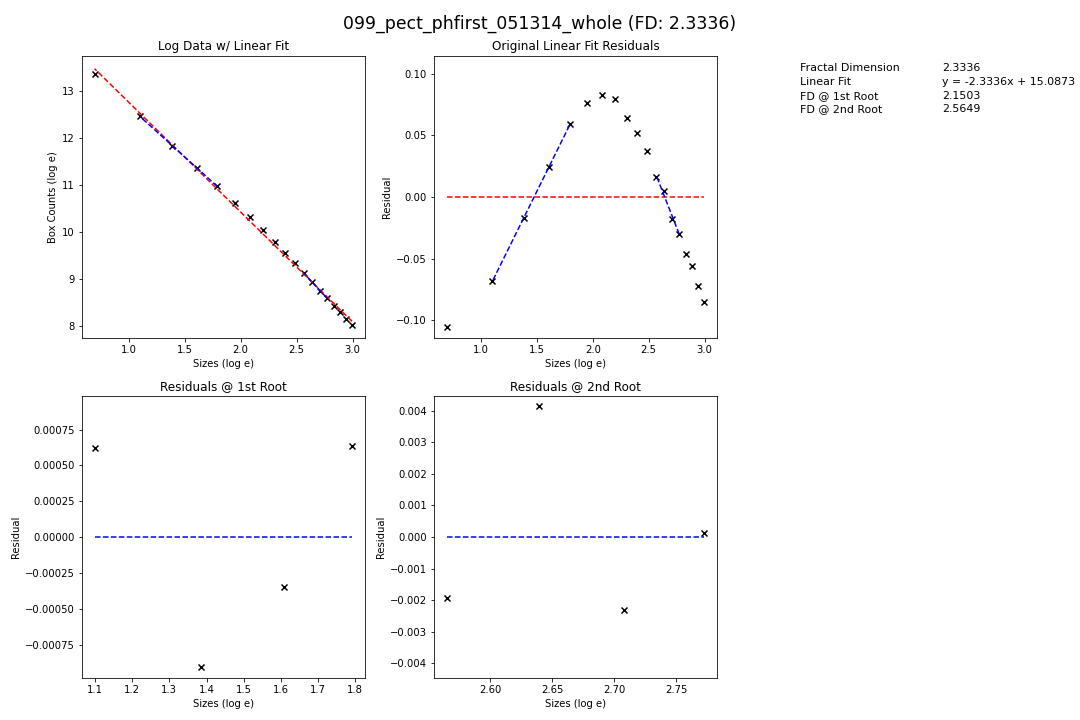 099_pect_phfirst_051314_whole (FD: 2.3336)
Log Data w/ Linear Fit
Box Counts (log e)
13
12
11
10
9
8
1.0 1.5 2.0 2.5 3.0
Sizes (log e)
Original Linear Fit Residuals
Residual
0.10
0.05
0.00
−0.05
−0.10
1.0 1.5 2.0 2.5 3.0
Sizes (log e)
Fractal Dimension 2.3336
Linear Fit y = -2.3336x + 15.0873
FD @ 1st Root 2.1503
FD @ 2nd Root 2.5649
Residuals @ 1st Root
Residual
0.00075
0.00050
0.00025
0.00000
−0.00025
−0.00050
−0.00075
1.1 1.2 1.3 1.4 1.5 1.6 1.7 1.8
Sizes (log e)
Residuals @ 2nd Root
Residual
0.004
0.003
0.002
0.001
0.000
−0.001
−0.002
−0.003
−0.004
2.60 2.65 2.70 2.75
Sizes (log e)